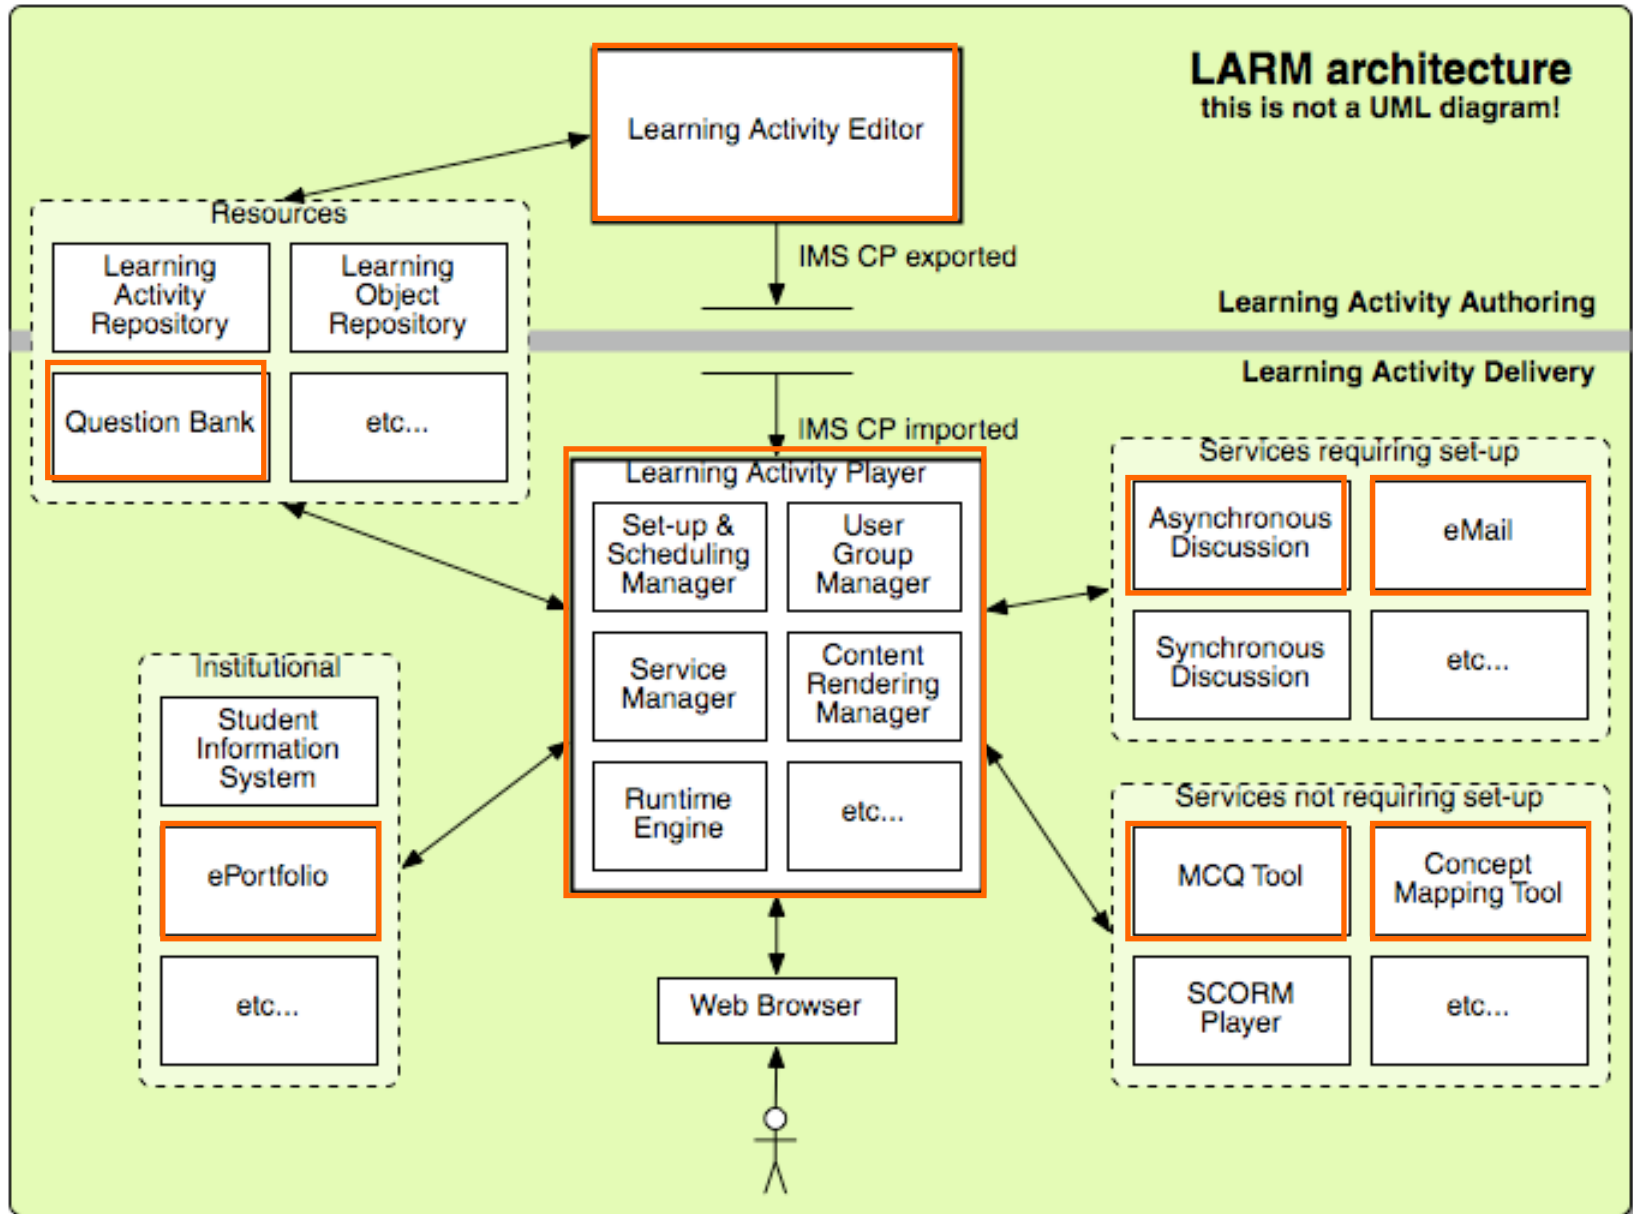 LARM architecture
this is not a UML diagram!
Learning Activity Editor
Resources
Learning
Activity
Repository
Learning
Object
Repository
IMS CP exported
Learning Activity Authoring
Learning Activity Delivery
Question Bank
etc...
IMS CP imported
Learning Activity Player
Set-up &
Scheduling
Manager
User
Group
Manager
Service
Manager
Content
Rendering
Manager
Runtime
Engine
etc...
Services requiring set-up
Asynchronous
Discussion
eMail
Synchronous
Discussion
etc...
Institutional
Student
Information
System
ePortfolio
etc...
Services not requiring set-up
MCQ Tool
Concept
Mapping Tool
SCORM
Player
etc...
Web Browser